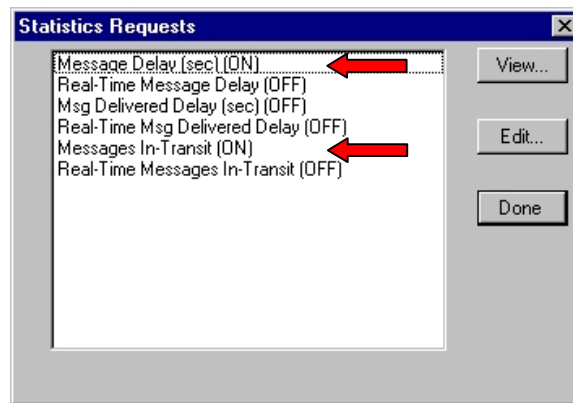 Statistics Requests
Message Delay (sec) (ON)
Real-Time Message Delay (OFF)
Msg Delivered Delay (sec) (OFF)
Real-Time Msg Delivered Delay (OFF)
Messages In-Transit (ON)
Real-Time Messages In-Transit (OFF)
View...
Edit...
Done